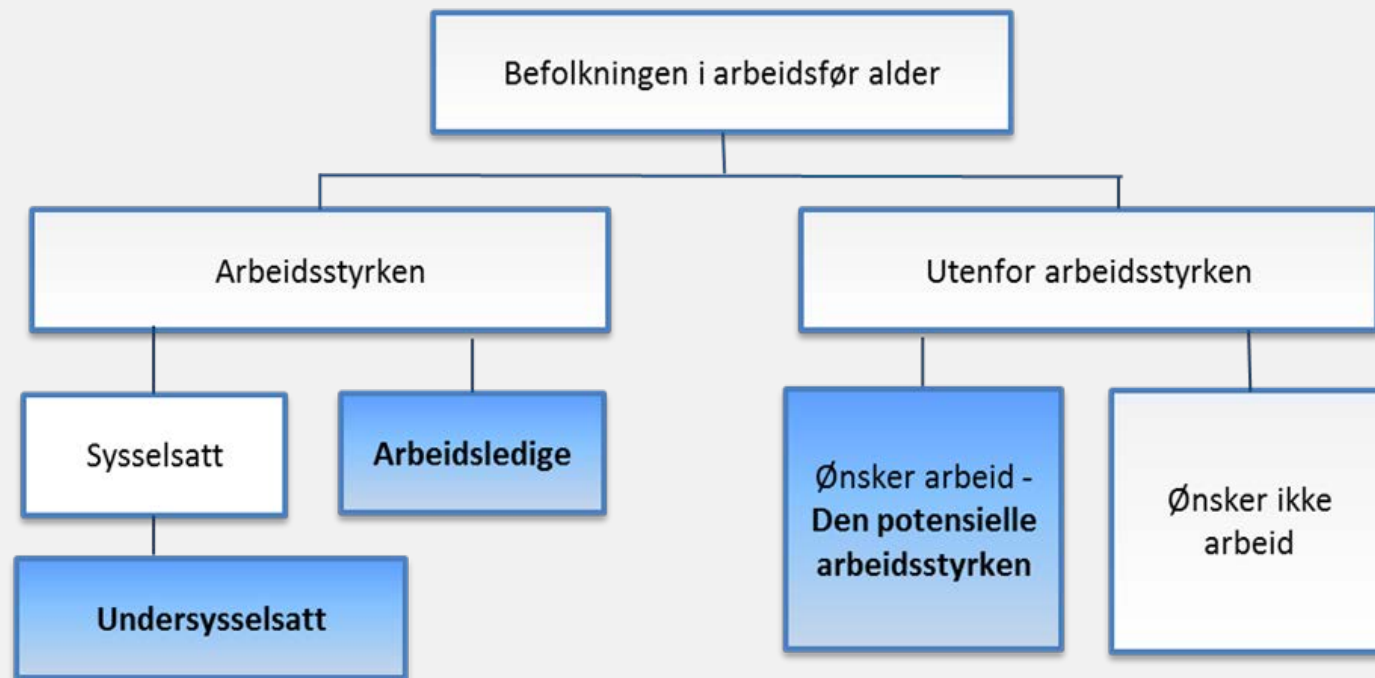 Befolkningen i arbeidsfør alder
Arbeidsstyrken
Utenfor arbeidsstyrken
Sysselsatt
Arbeidsledige
Ønsker arbeid -
Den potensielle
arbeidsstyrken
Ønsker ikke
arbeid
Undersysselsatt